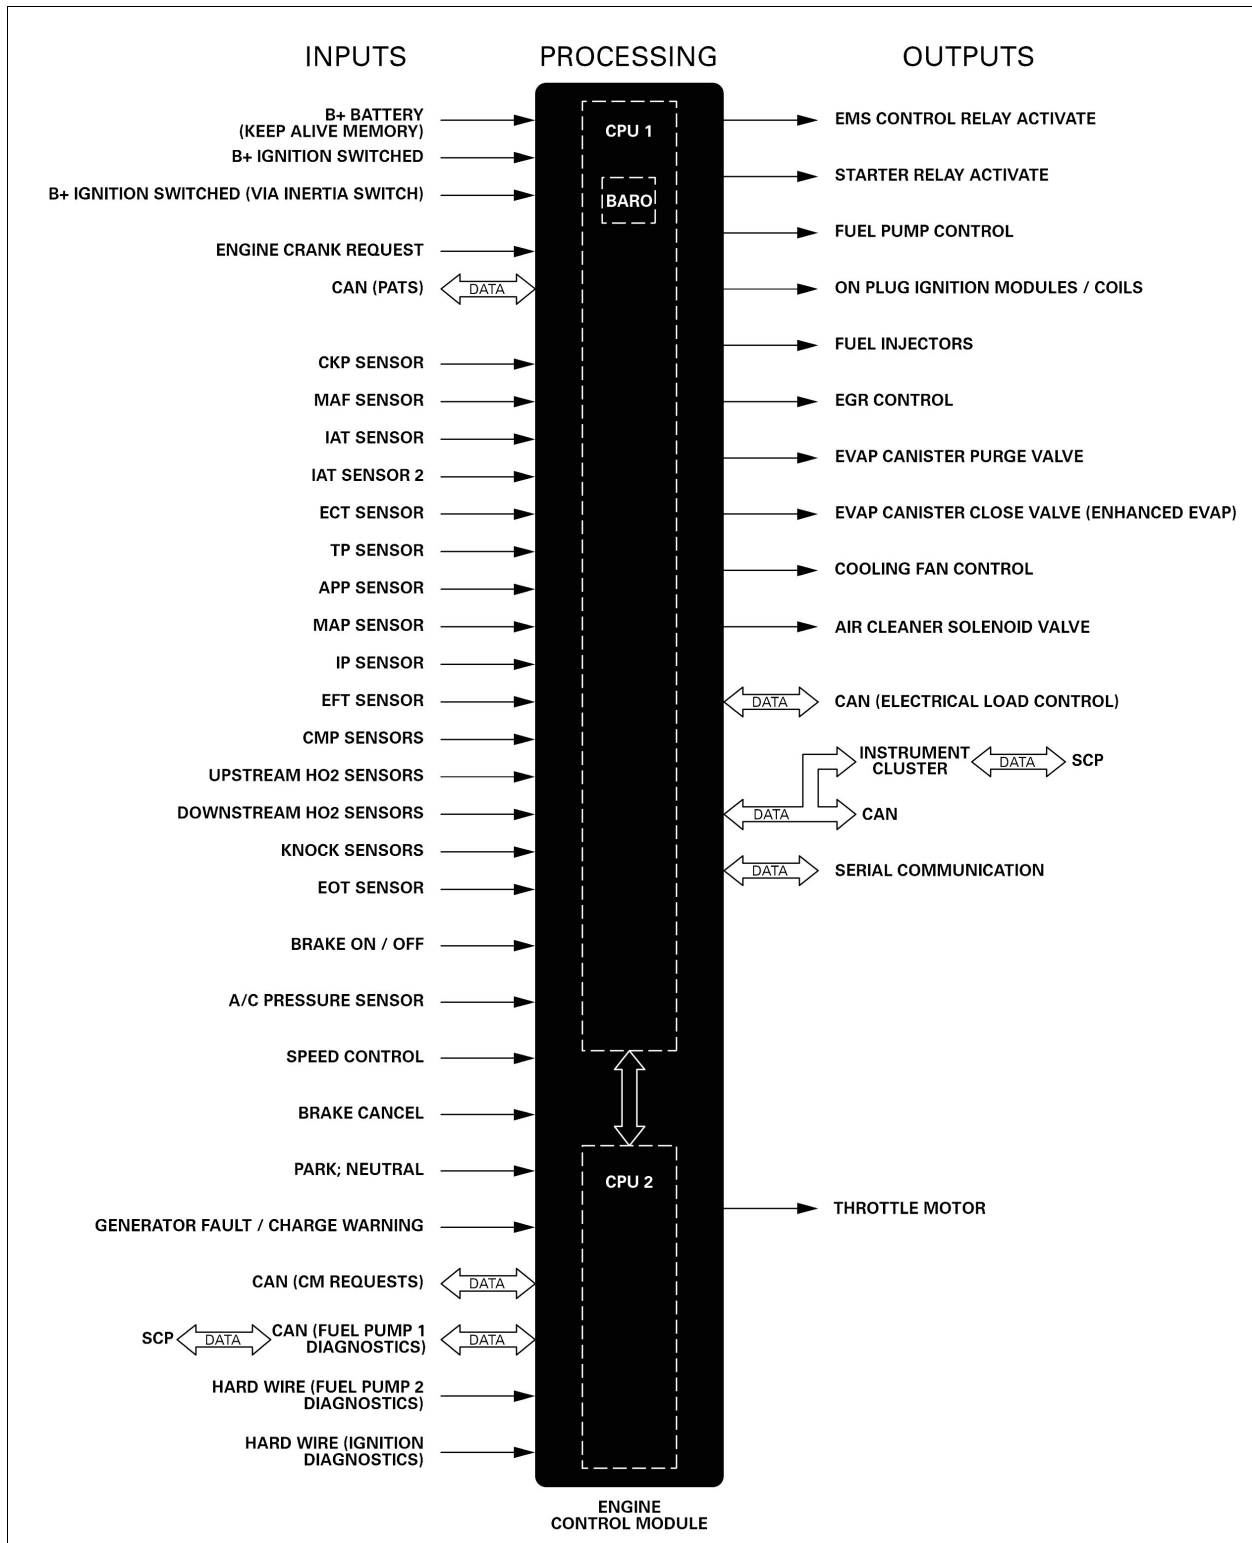 INPUTS
PROCESSING
OUTPUTS
B+ BATTERY
(KEEP ALIVE MEMORY)
B+ IGNITION SWITCHED
B+ IGNITION SWITCHED (VIA INERTIA SWITCH)
ENGINE CRANK REQUEST
CAN (PATS)
DATA
CKP SENSOR
MAF SENSOR
IAT SENSOR
IAT SENSOR 2
ECT SENSOR
TP SENSOR
APP SENSOR
MAP SENSOR
IP SENSOR
EFT SENSOR
CMP SENSORS
UPSTREAM HO2 SENSORS
DOWNSTREAM HO2 SENSORS
KNOCK SENSORS
EOT SENSOR
BRAKE ON / OFF
A/C PRESSURE SENSOR
SPEED CONTROL
BRAKE CANCEL
PARK; NEUTRAL
GENERATOR FAULT / CHARGE WARNING
CAN (CM REQUESTS)
DATA
SCP
DATA
CAN (FUEL PUMP 1
DIAGNOSTICS)
DATA
HARD WIRE (FUEL PUMP 2
DIAGNOSTICS)
HARD WIRE (IGNITION
DIAGNOSTICS)
CPU 1
BARO
CPU 2
ENGINE
CONTROL MODULE
EMS CONTROL RELAY ACTIVATE
STARTER RELAY ACTIVATE
FUEL PUMP CONTROL
ON PLUG IGNITION MODULES / COILS
FUEL INJECTORS
EGR CONTROL
EVAP CANISTER PURGE VALVE
EVAP CANISTER CLOSE VALVE (ENHANCED EVAP)
COOLING FAN CONTROL
AIR CLEANER SOLENOID VALVE
DATA
CAN (ELECTRICAL LOAD CONTROL)
INSTRUMENT
CLUSTER
DATA
SCP
DATA
CAN
DATA
SERIAL COMMUNICATION
THROTTLE MOTOR